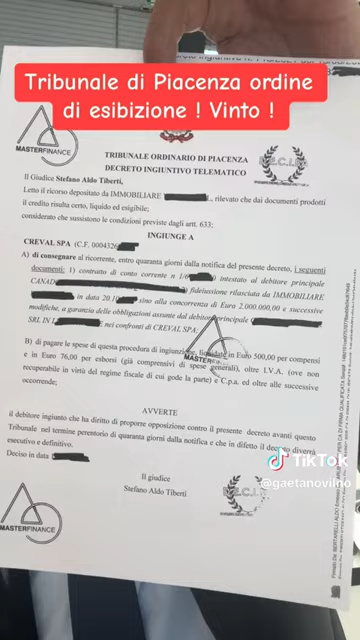 Tribunale di Piacenza ordine
di esibizione ! Vinto !
MASTERFINANCE
TRIBUNALE ORDINARIO DI PIACENZA
DECRETO INGIUNTIVO TELEMATICO
Il Giudice Stefano Aldo Tiberti,
Letto il ricorso depositato da IMMOBILIARE rilevato che dai documenti prodotti
il credito risulta certo, liquido ed esigibile;
considerato che sussistono le condizioni previste dagli artt. 633;
INGIUNGE A
CREVAL SPA (C.F. 0004326
A) di consegnare al ricorrente, entro quaranta giorni dalla notifica del presente decreto, i seguenti
documenti: 1) contratto di conto corrente n 1/6 intestato al debitore principale
CANAD fideiussione rilasciata da IMMOBILIARE
in data 20.10 sino alla concorrenza di Euro 2.000.000,00 e successive
modifiche, a garanzia delle obbligazioni assunte dal debitore principale
SRL IN L nei confronti di CREVAL SPA;
B) di pagare le spese di questa procedura di ingiunzione, liquidate in Euro 500,00 per compensi
e in Euro 76,00 per esborsi (già comprensivi di spese generali), oltre I.V.A. (ove non
recuperabile in virtù del regime fiscale di cui gode la parte) e C.p.a. ed oltre alle successive
occorrende;
MASTER
AVVERTE
il debitore ingiunto che ha diritto di proporre opposizione contro il presente decreto avanti questo
Tribunale nel termine perentorio di quaranta giorni dalla notifica e che in difetto il decreto diverrà
esecutivo e definitivo.
Deciso in data
Il giudice
Stefano Aldo Tiberti
MASTERFINANCE
TikTok
@gaetanovilno